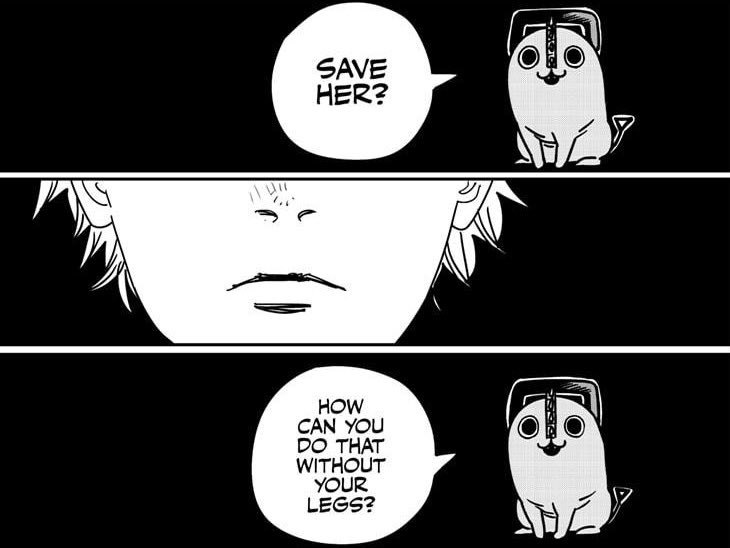 SAVE
HER?
HOW
CAN YOU
DO THAT
WITHOUT
YOUR
LEGS?